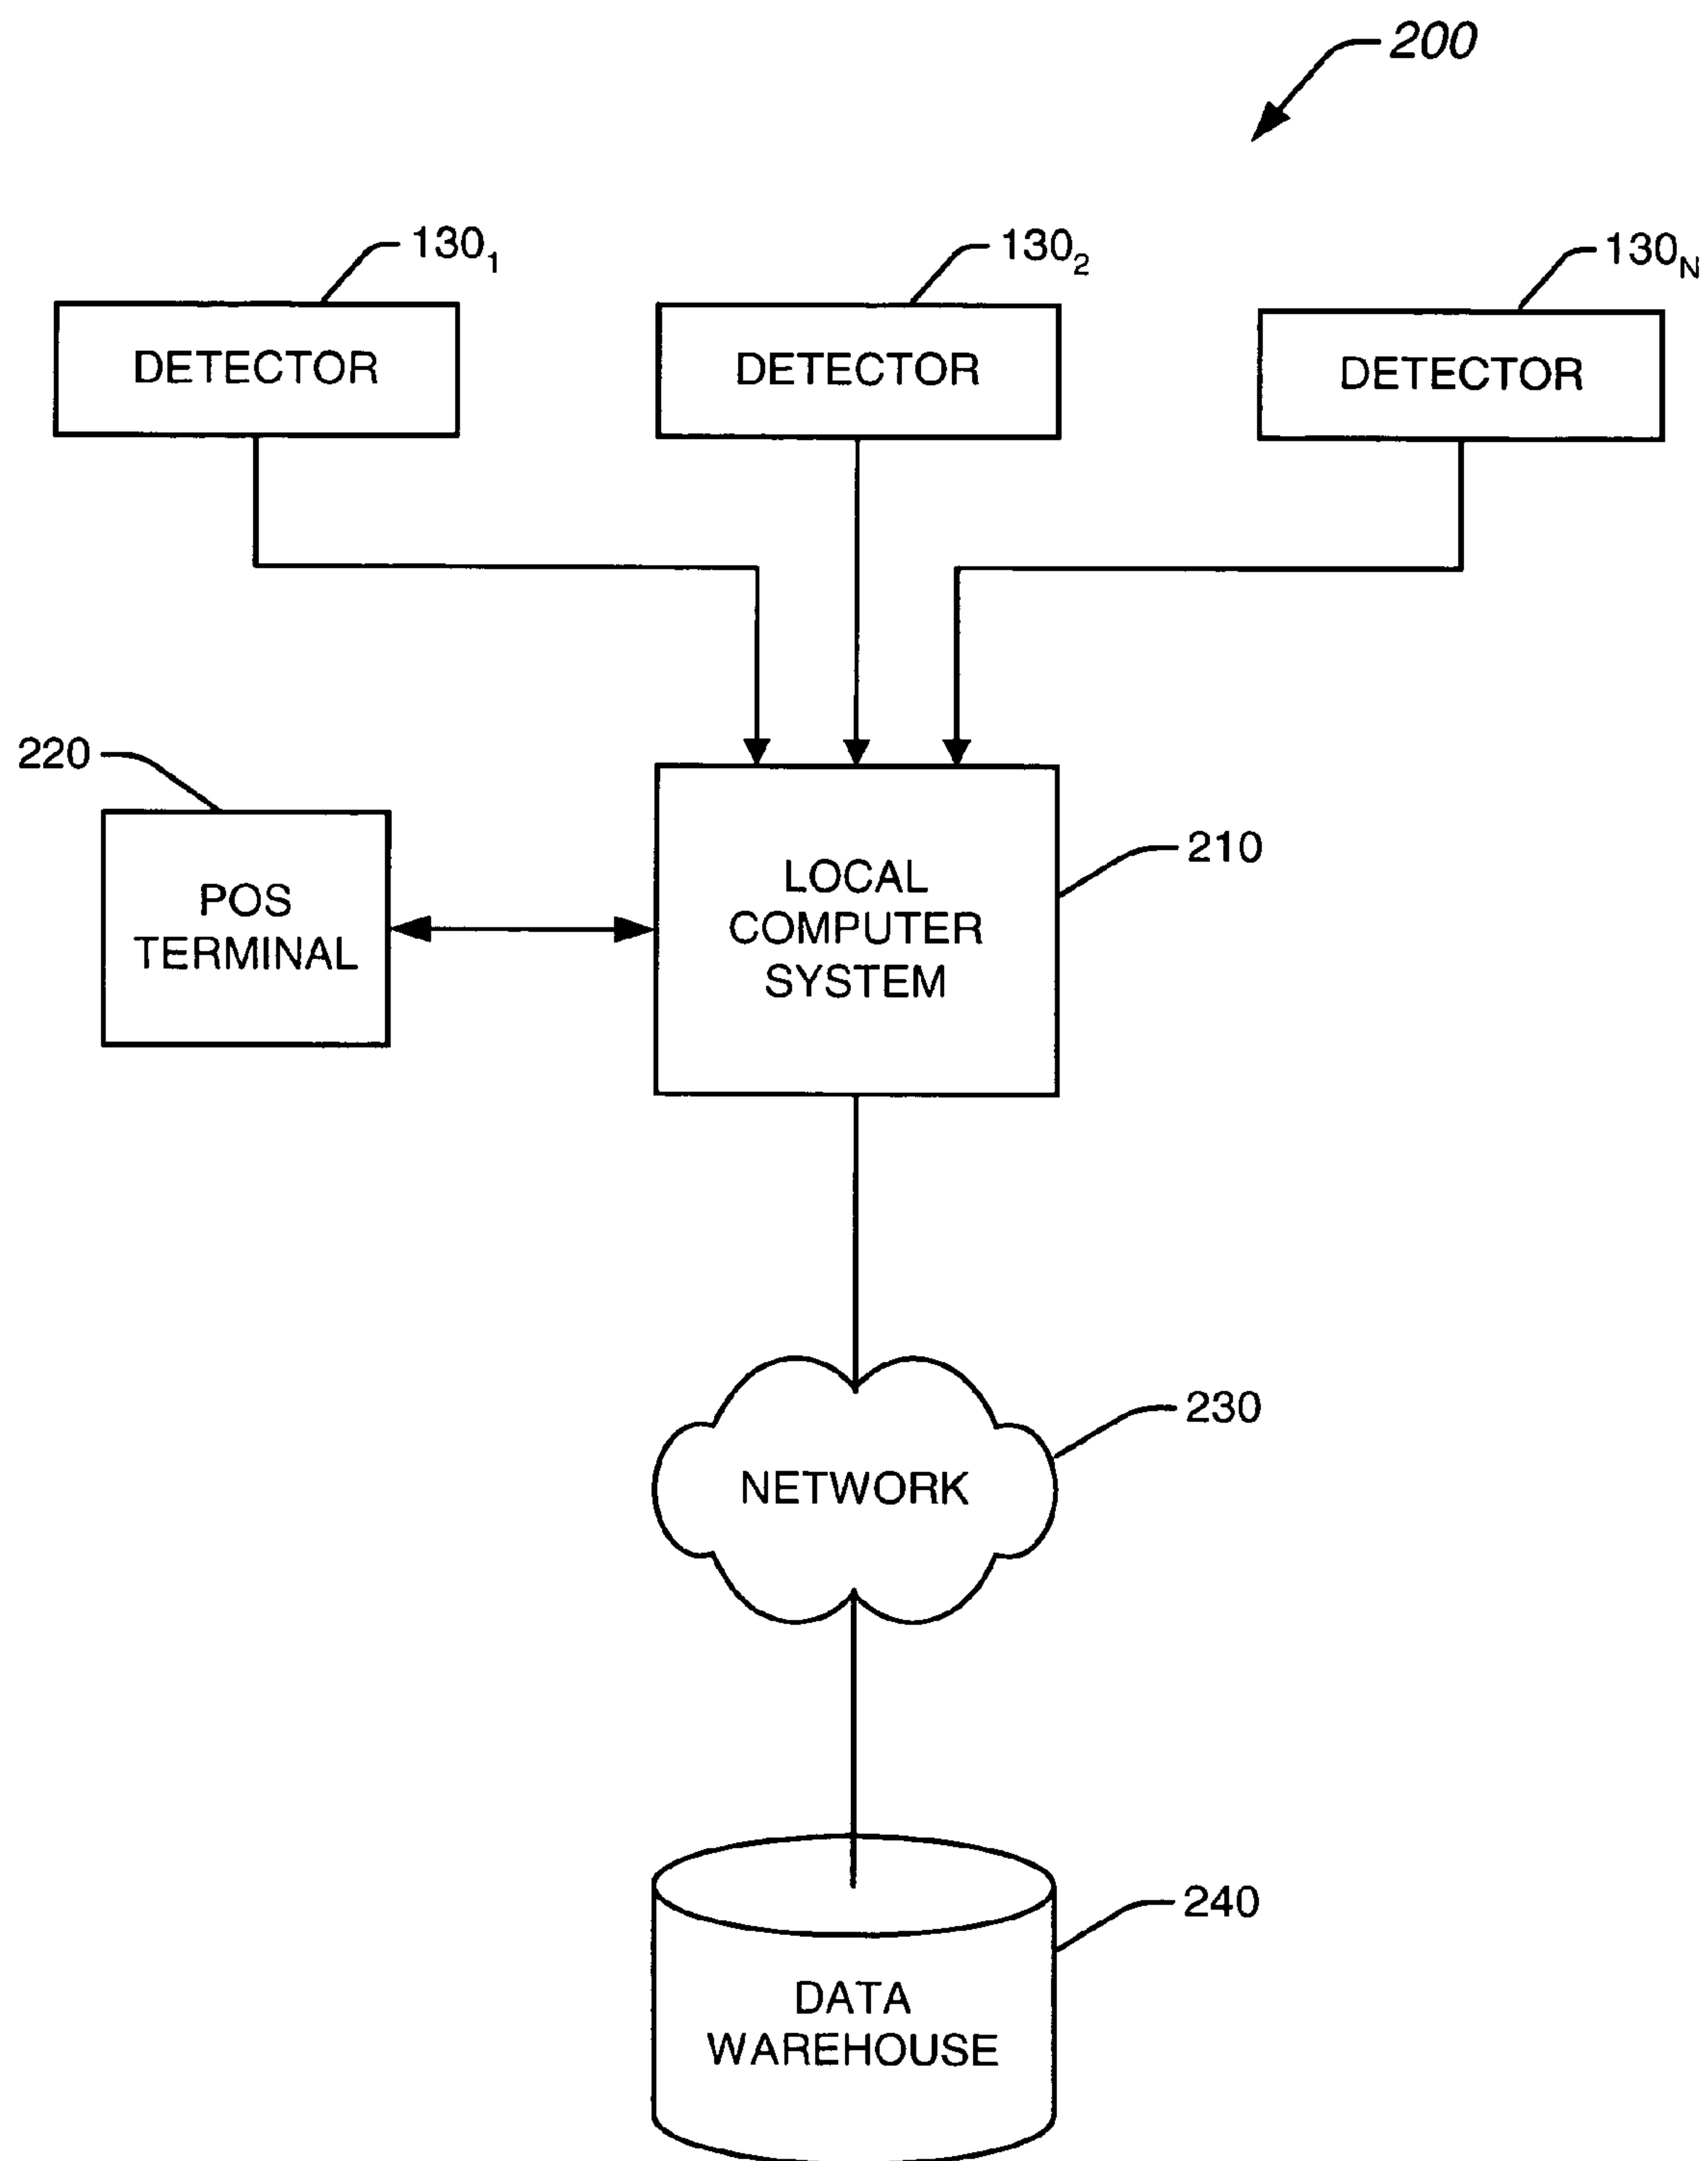 200
130₁
130₂
130N
DETECTOR
DETECTOR
DETECTOR
220
POS
TERMINAL
LOCAL
COMPUTER
SYSTEM
210
NETWORK
230
DATA
WAREHOUSE
240